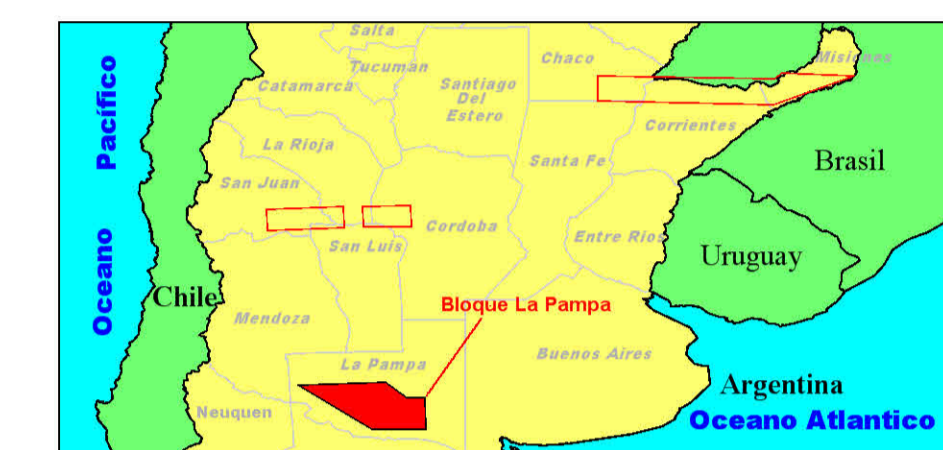 Salta
Chaco
Misiones
Tucuman
Catamarca
Santiago
Del
Estero
Oceano Pacífico
Corrientes
La Rioja
Santa Fe
Brasil
San Juan
Cordoba
Entre Rios
San Luis
Uruguay
Chile
Bloque La Pampa
Mendoza
Buenos Aires
La Pampa
Argentina
Neuquen
Oceano Atlantico